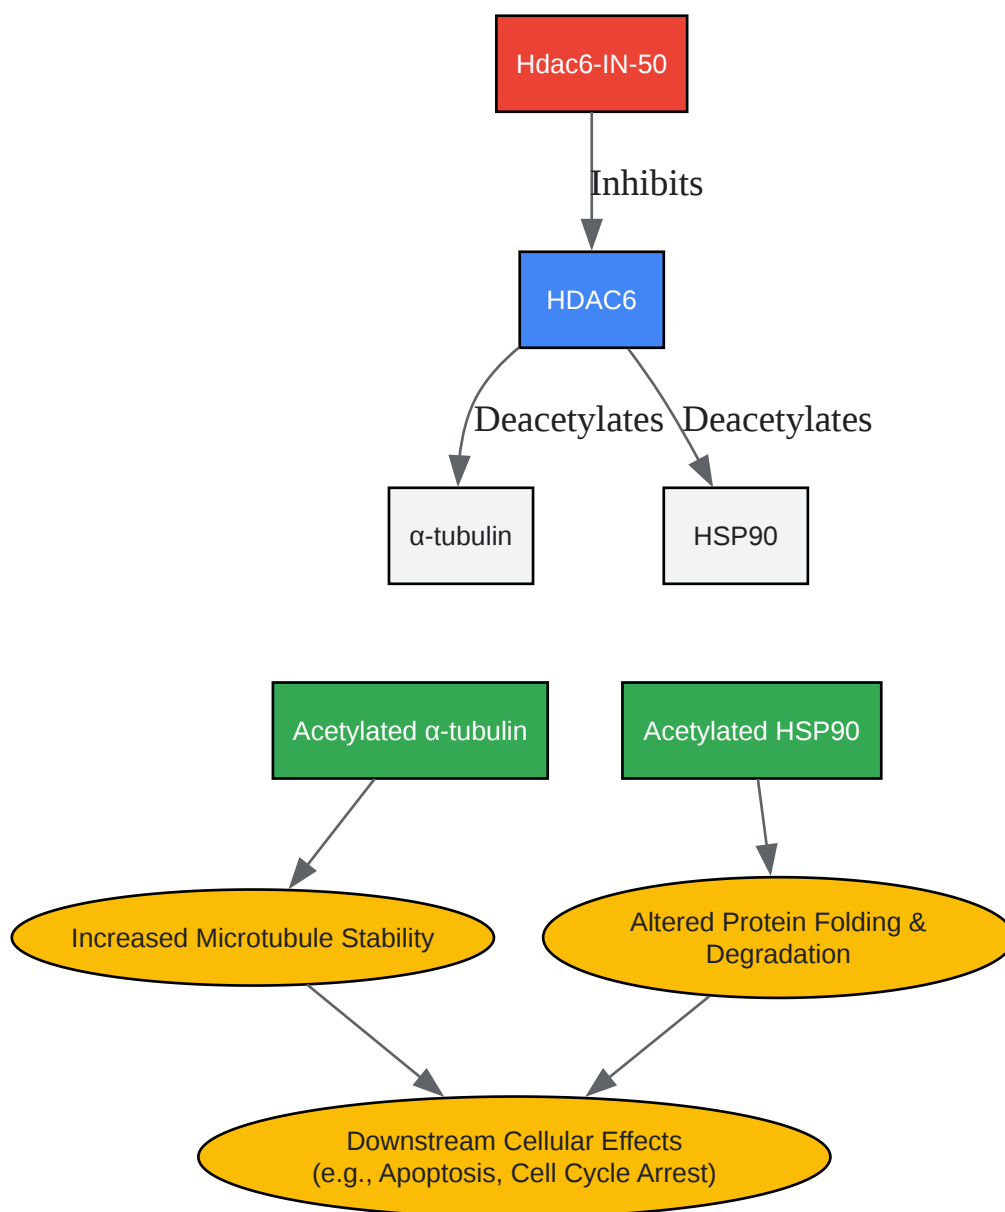 Hdac6-IN-50
Inhibits
HDAC6
Deacetylates
Deacetylates
α-tubulin
HSP90
Acetylated α-tubulin
Acetylated HSP90
Increased Microtubule Stability
Altered Protein Folding &
Degradation
Downstream Cellular Effects
(e.g., Apoptosis, Cell Cycle Arrest)